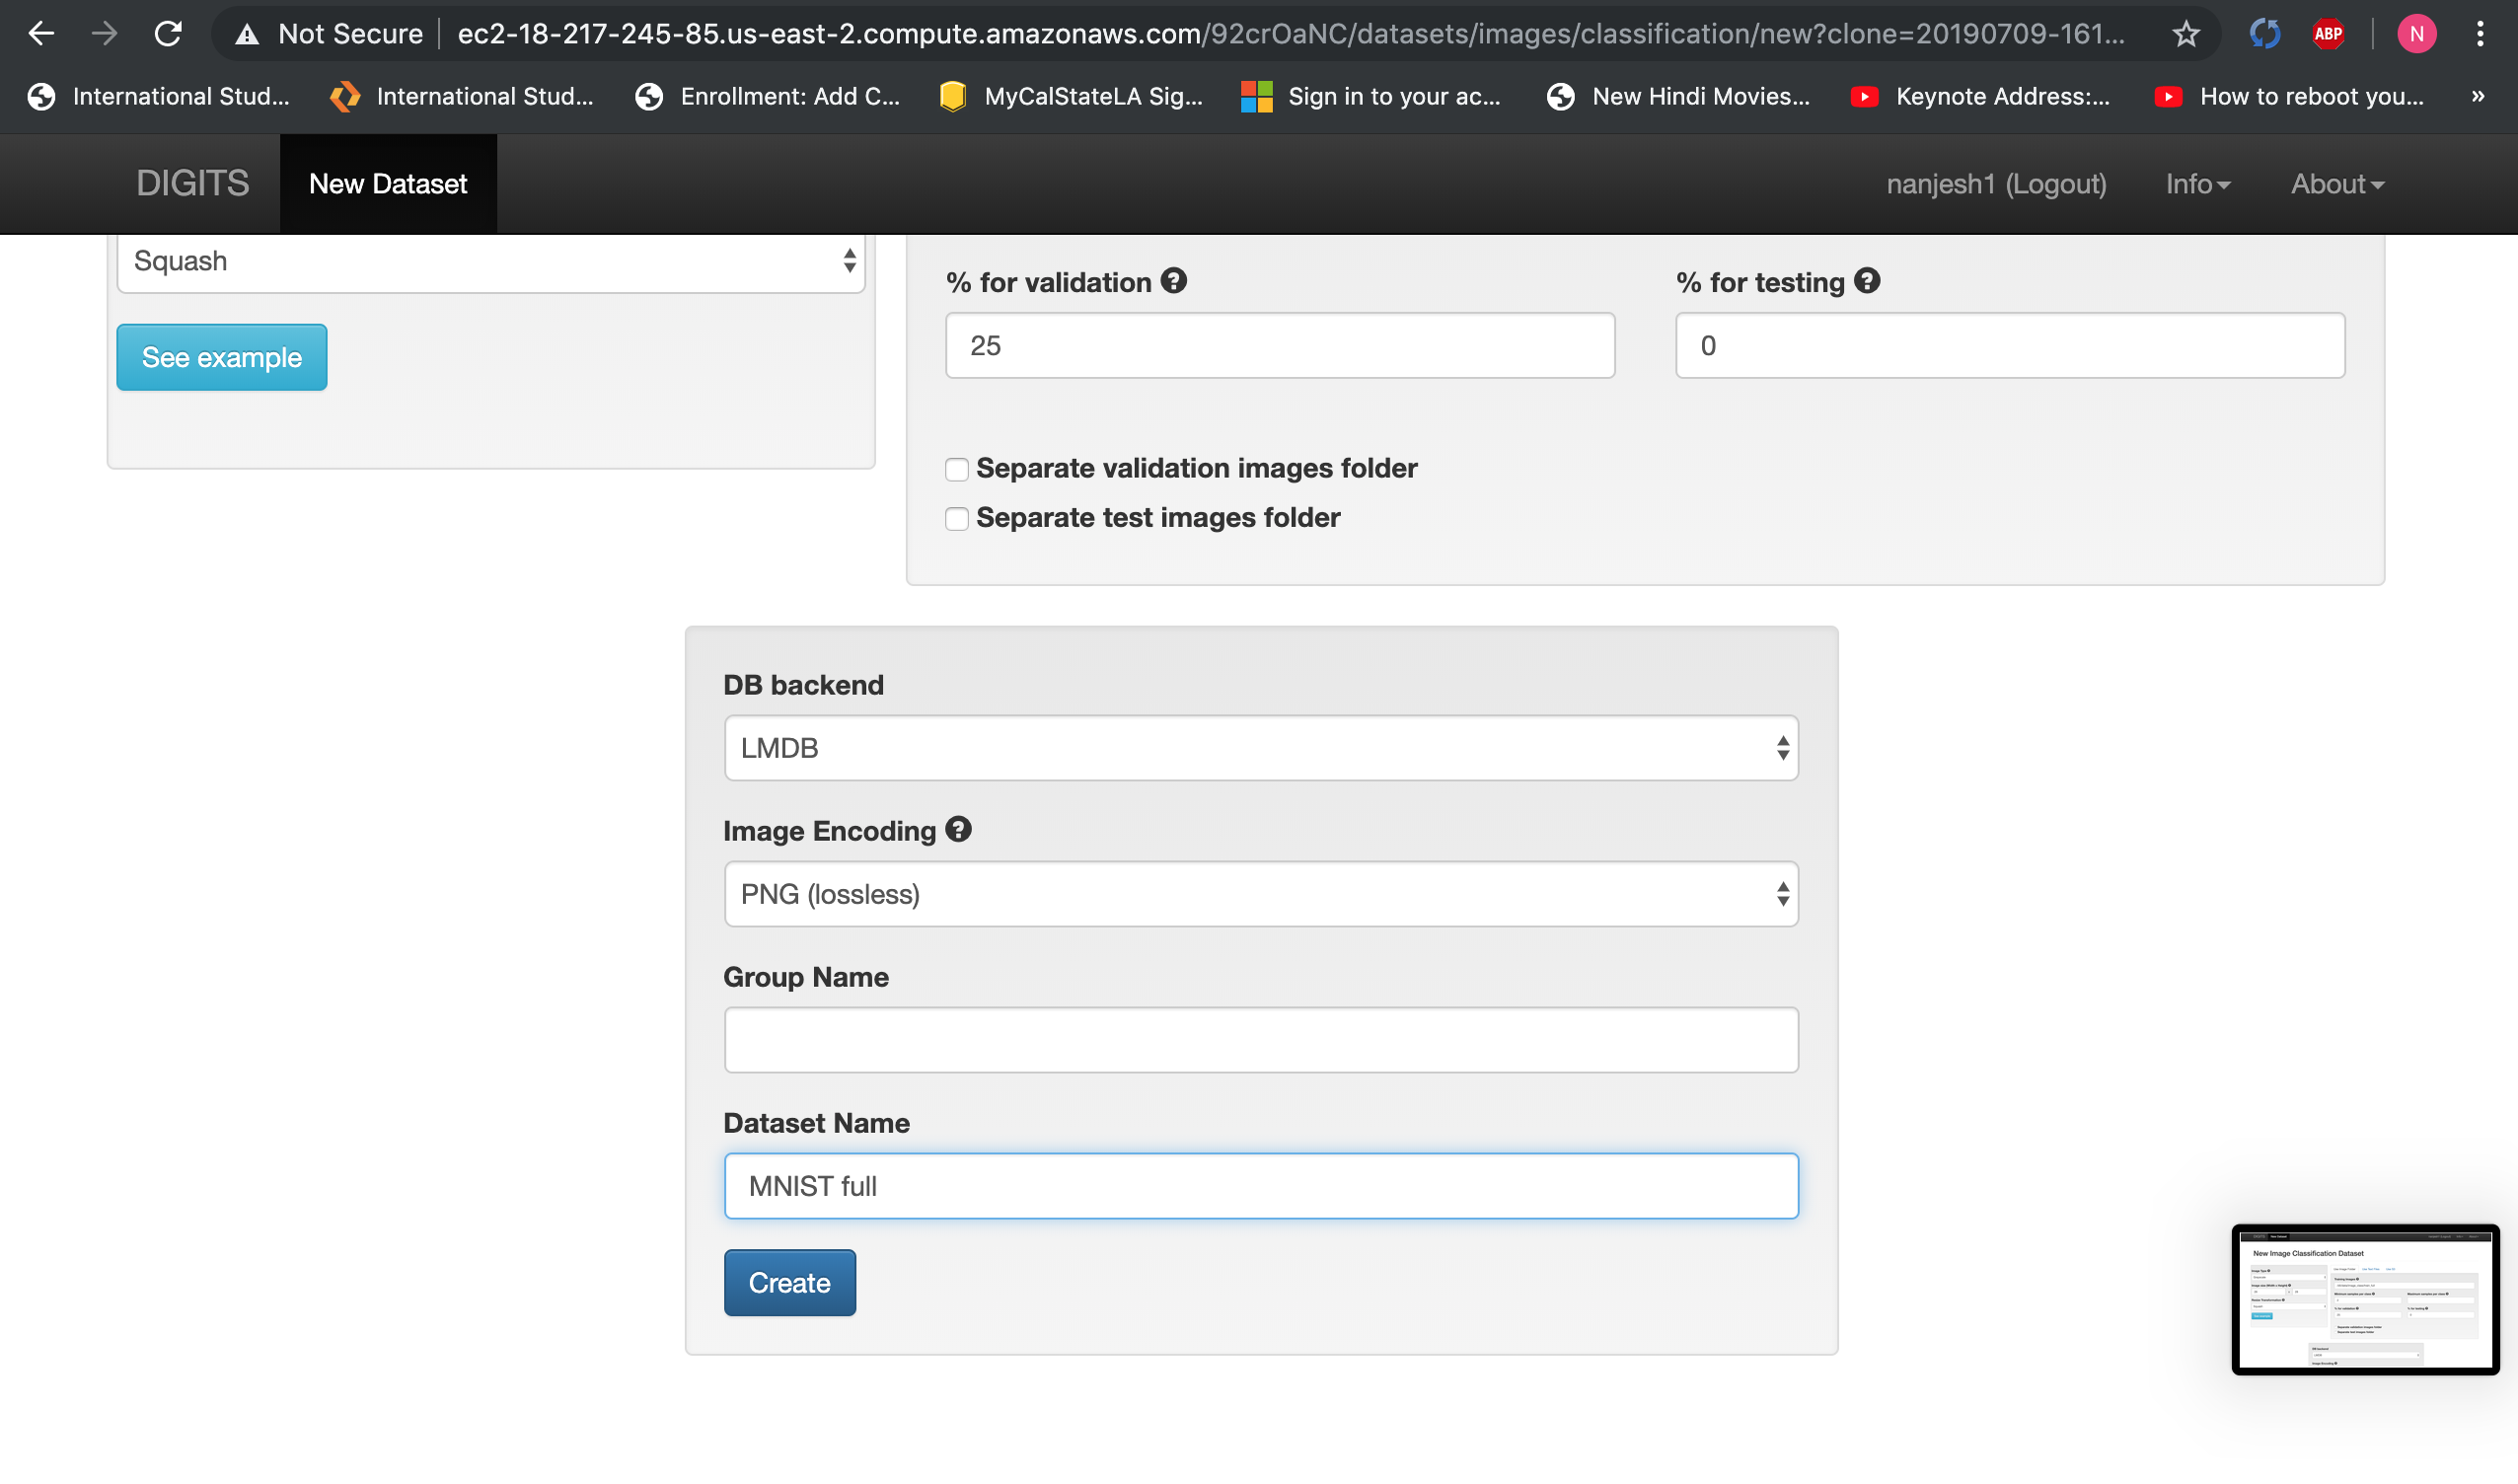 Not Secure ec2-18-217-245-85.us-east-2.compute.amazonaws.com/92crOaNC/datasets/images/classification/new?clone=20190709-161... ABP N
International Stud... International Stud... Enrollment: Add C... MyCalStateLA Sig... Sign in to your ac... New Hindi Movies... Keynote Address:... How to reboot you... »
DIGITS New Dataset nanjesh1 (Logout) Info About
Squash
See example
% for validation ? % for testing ?
25 0
Separate validation images folder
Separate test images folder
DB backend
LMDB
Image Encoding ?
PNG (lossless)
Group Name
Dataset Name
MNIST full
Create
New Image Classification Dataset